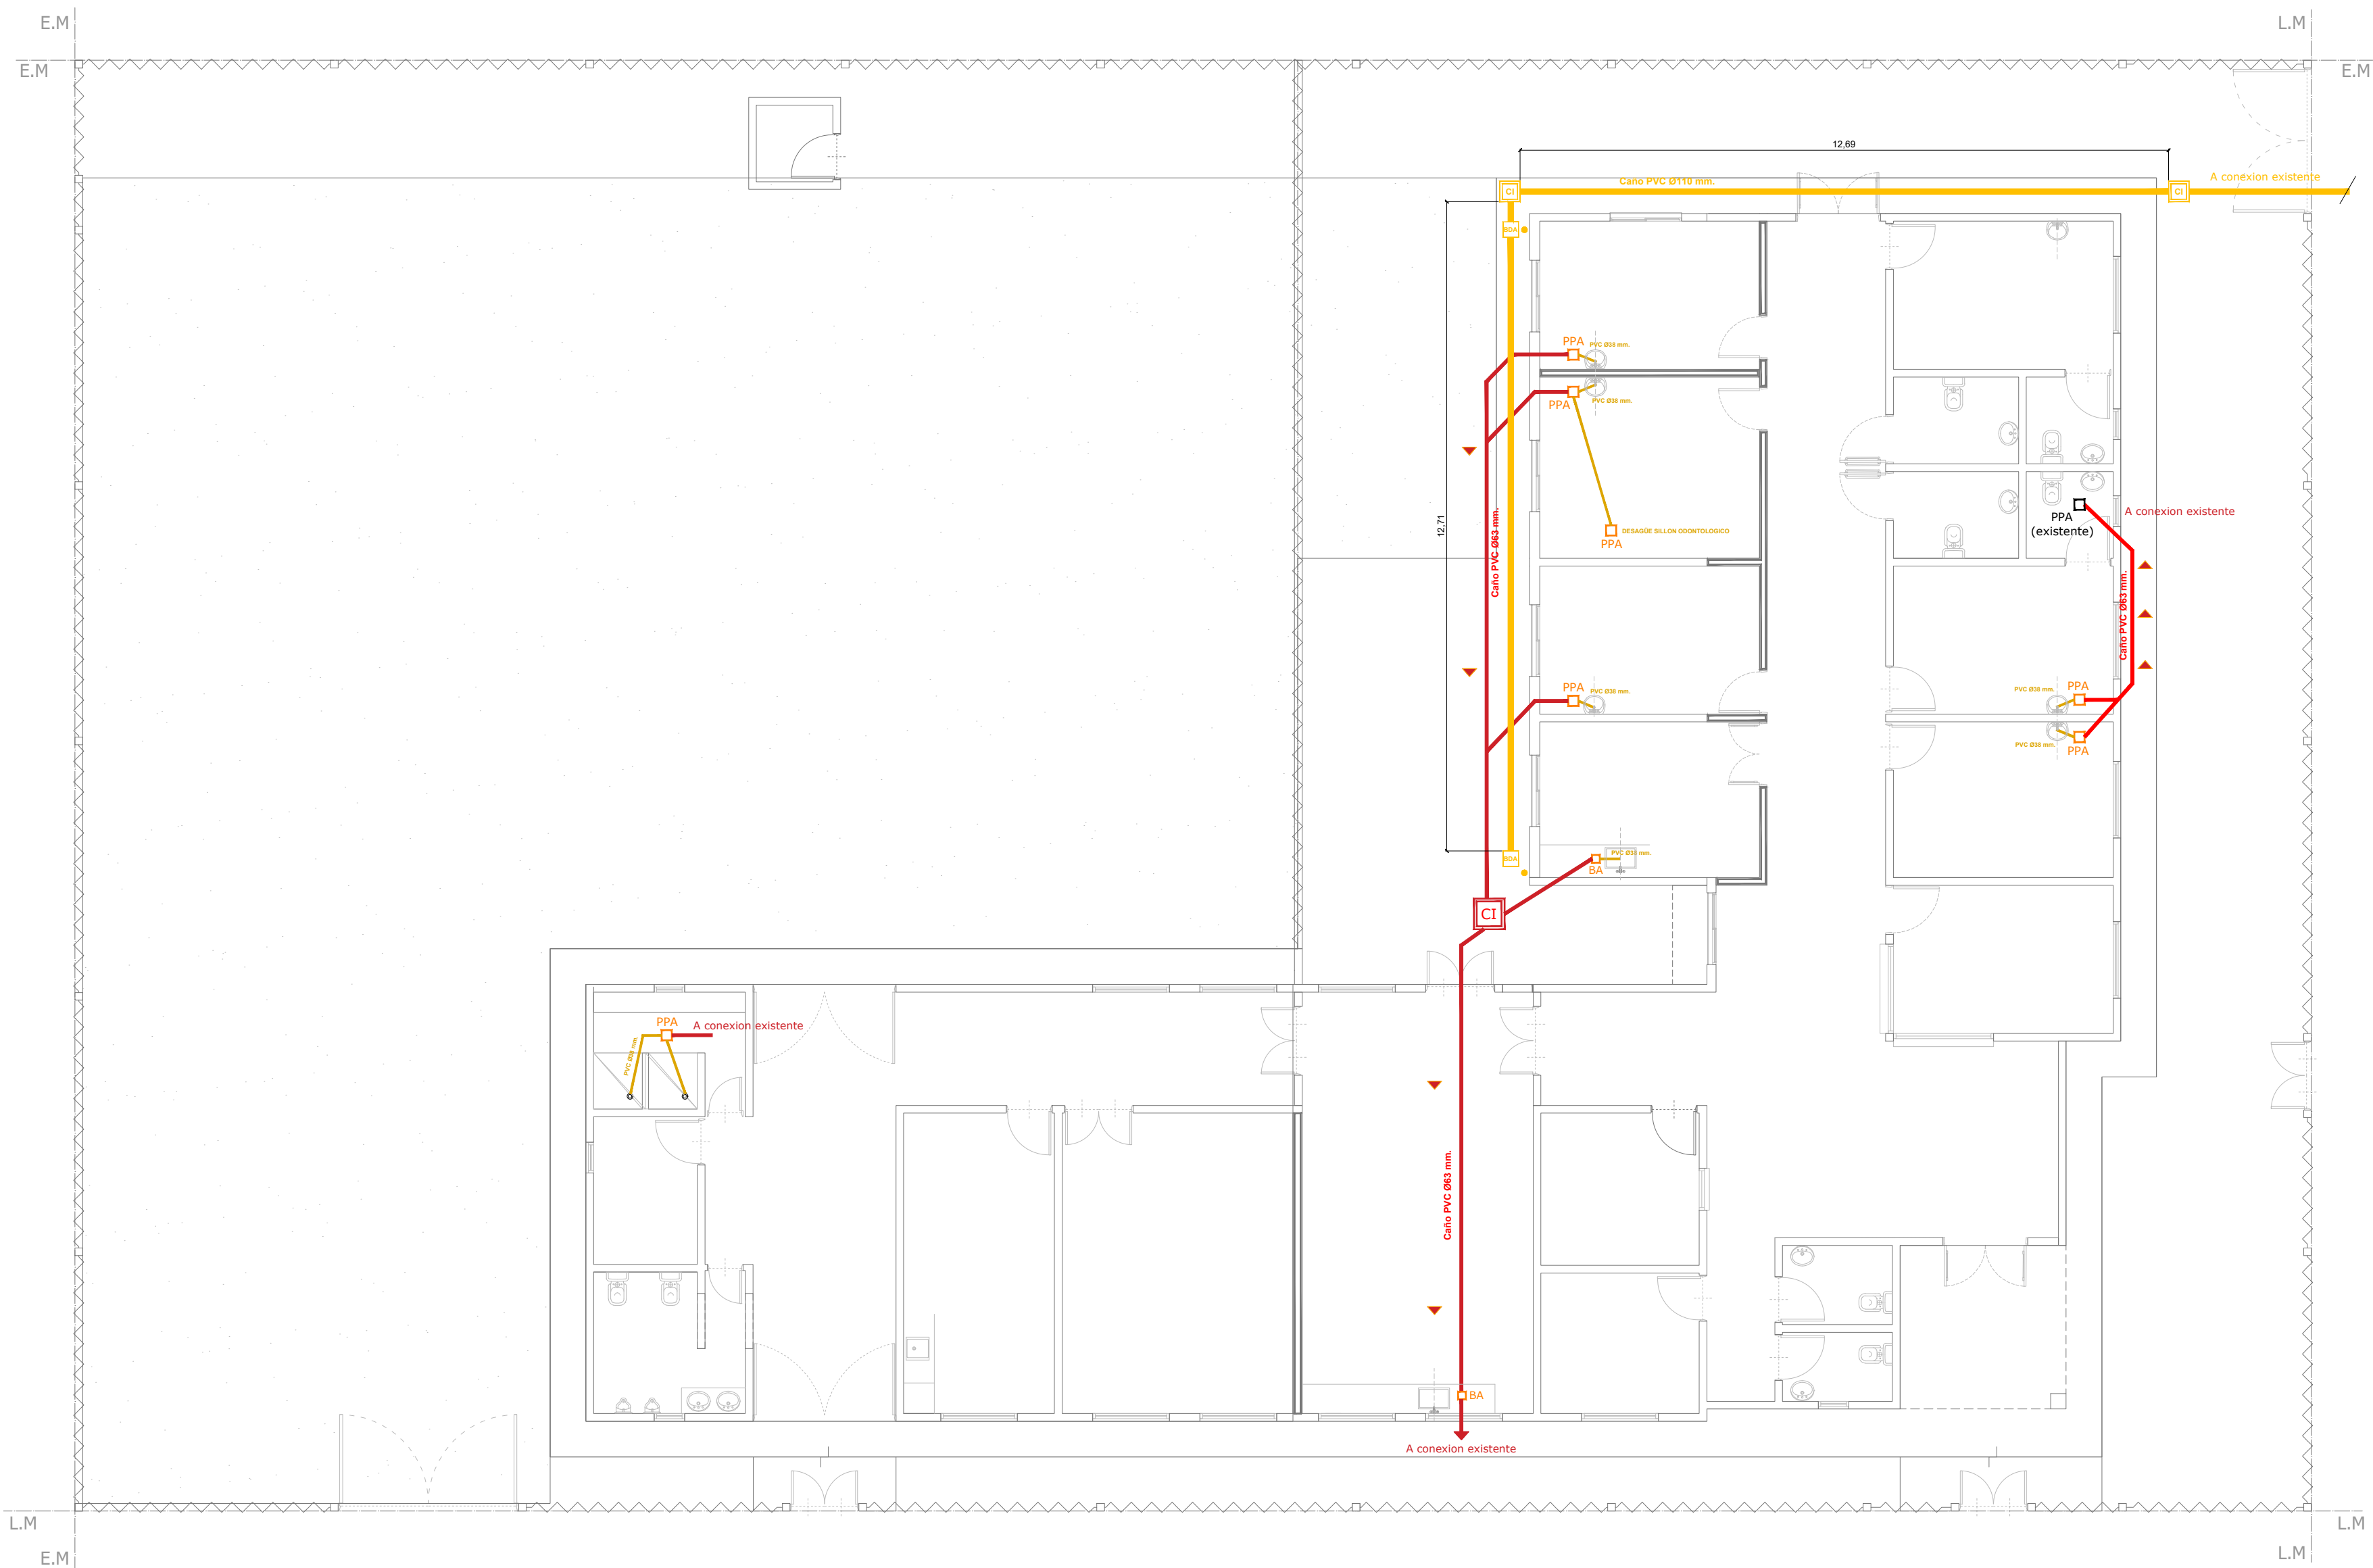 E.M
L.M
E.M
E.M
12,69
CI
Cano PVC Ø110 mm.
CI
A conexion existente
BDA
PPA
PVC Ø38 mm.
PPA
PVC Ø38 mm.
12,71
Caño PVC Ø63 mm.
DESAGÜE SILLON ODONTOLOGICO
PPA
PPA
(existente)
A conexion existente
Caño PVC Ø63 mm.
PPA
PVC Ø38 mm.
PVC Ø38 mm.
PPA
PVC Ø38 mm.
PPA
BDA
PVC Ø38 mm.
BA
CI
PPA
A conexion existente
PVC Ø38 mm.
Caño PVC Ø63 mm.
BA
A conexion existente
L.M
L.M
E.M
L.M